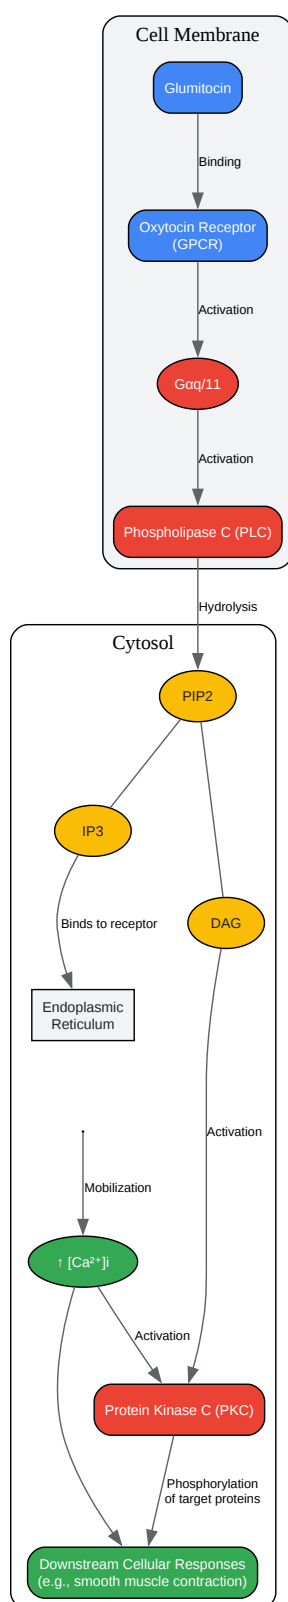 Cell Membrane
Glumitocin
Binding
Oxytocin Receptor
(GPCR)
Activation
Gαq/11
Activation
Phospholipase C (PLC)
Hydrolysis
Cytosol
PIP2
IP3
Binds to receptor
DAG
Endoplasmic
Reticulum
Activation
Mobilization
↑ [Ca²⁺]i
Activation
Protein Kinase C (PKC)
Phosphorylation
of target proteins
Downstream Cellular Responses
(e.g., smooth muscle contraction)